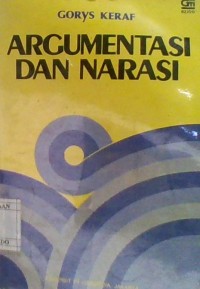 GORYS KERAF
ARGUMENTASI
DAN NARASI